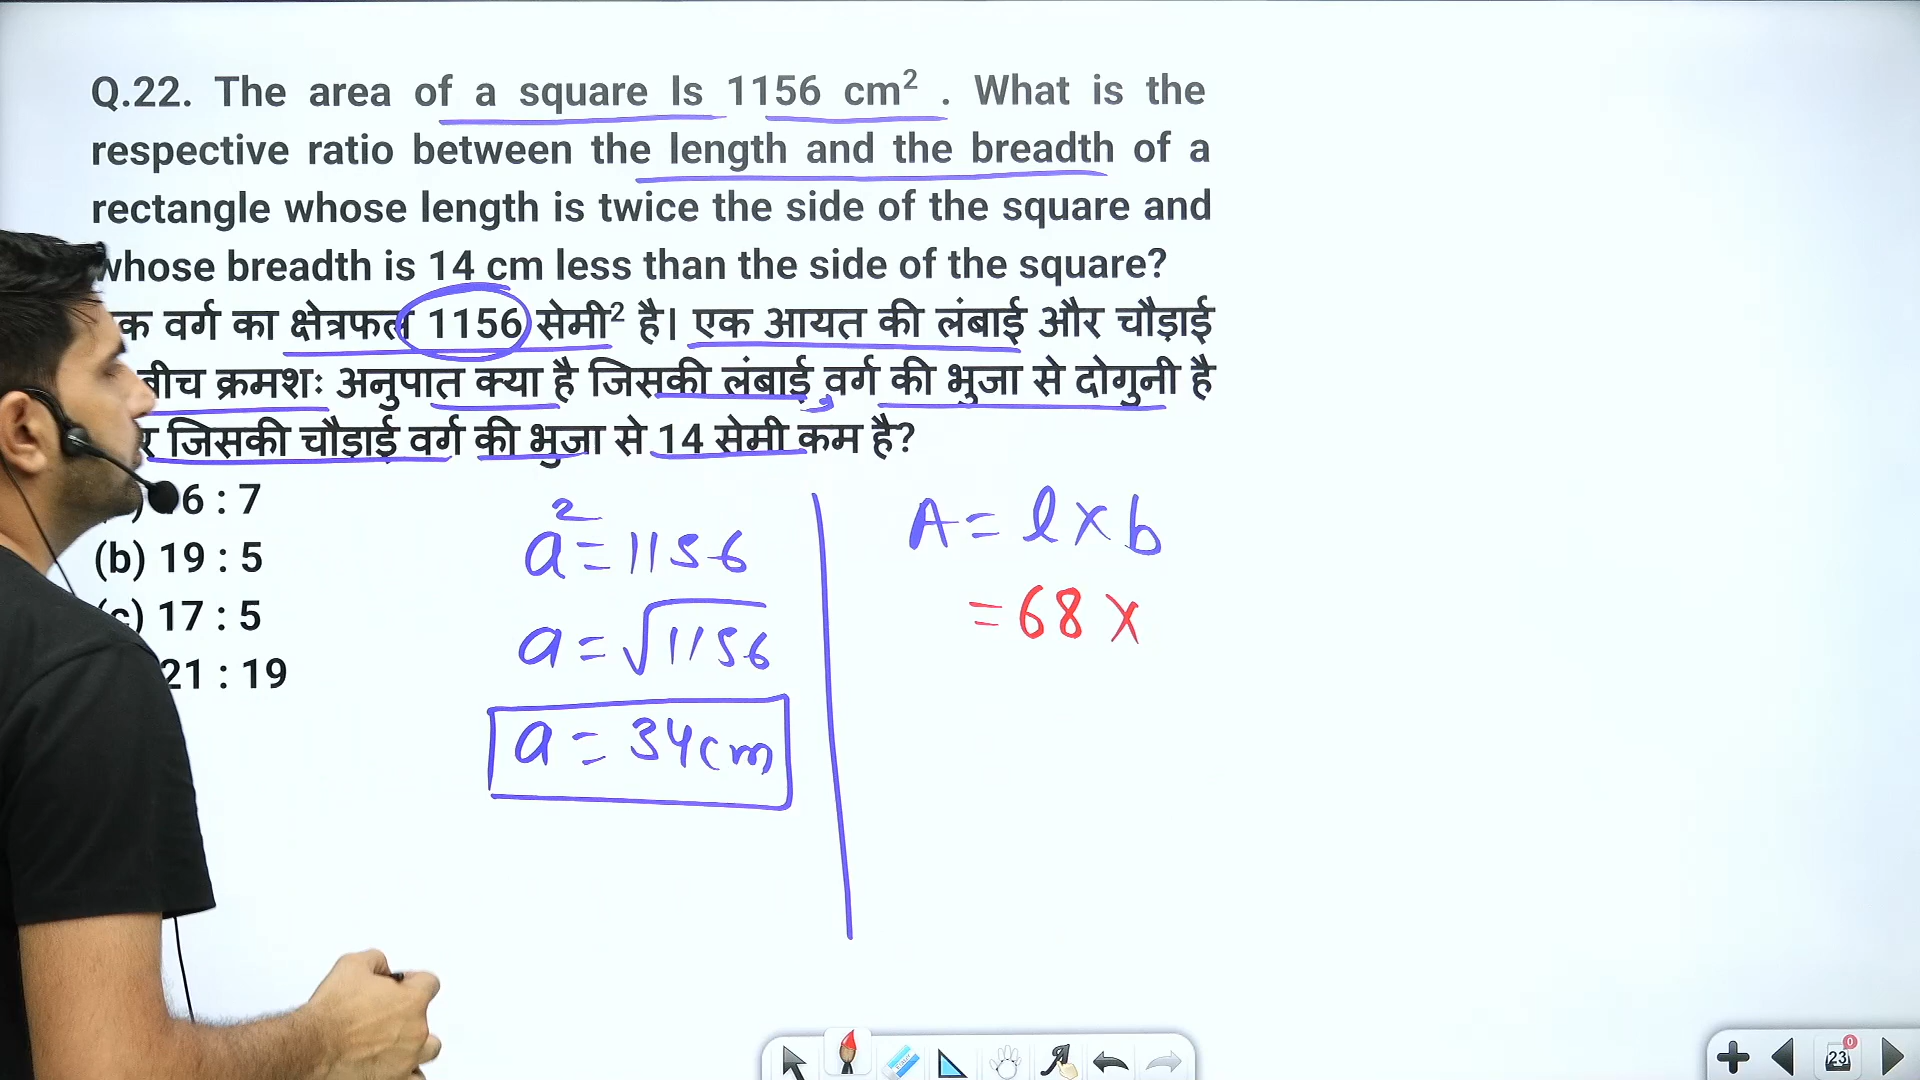 Q.22. The area of a square Is 1156 cm² . What is the
respective ratio between the length and the breadth of a
rectangle whose length is twice the side of the square and
whose breadth is 14 cm less than the side of the square?
क वर्ग का क्षेत्रफल 1156 सेमी² है। एक आयत की लंबाई और चौड़ाई
बीच क्रमशः अनुपात क्या है जिसकी लंबाई वर्ग की भुजा से दोगुनी है
र जिसकी चौड़ाई वर्ग की भुजा से 14 सेमी कम है?
6 : 7
(b) 19 : 5
(c) 17 : 5
21 : 19
a² = 1156
a = √1156
a = 34cm
A = l x b
= 68 x
23
0